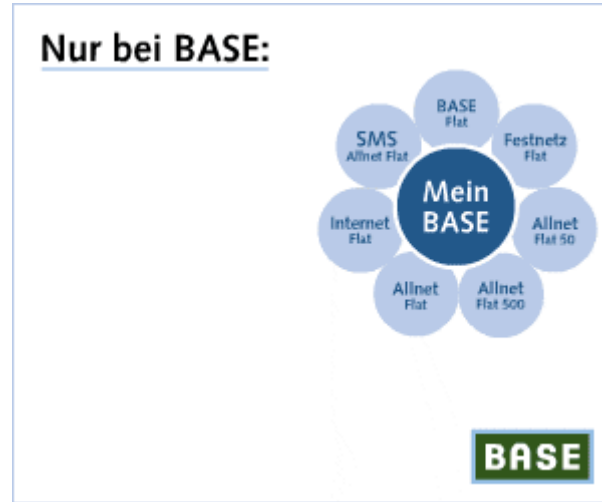 Nur bei BASE:
BASE
Flat
SMS
Allnet Flat
Festnetz
Flat
Mein
BASE
Internet
Flat
Allnet
Flat 50
Allnet
Flat
Allnet
Flat 500
BASE